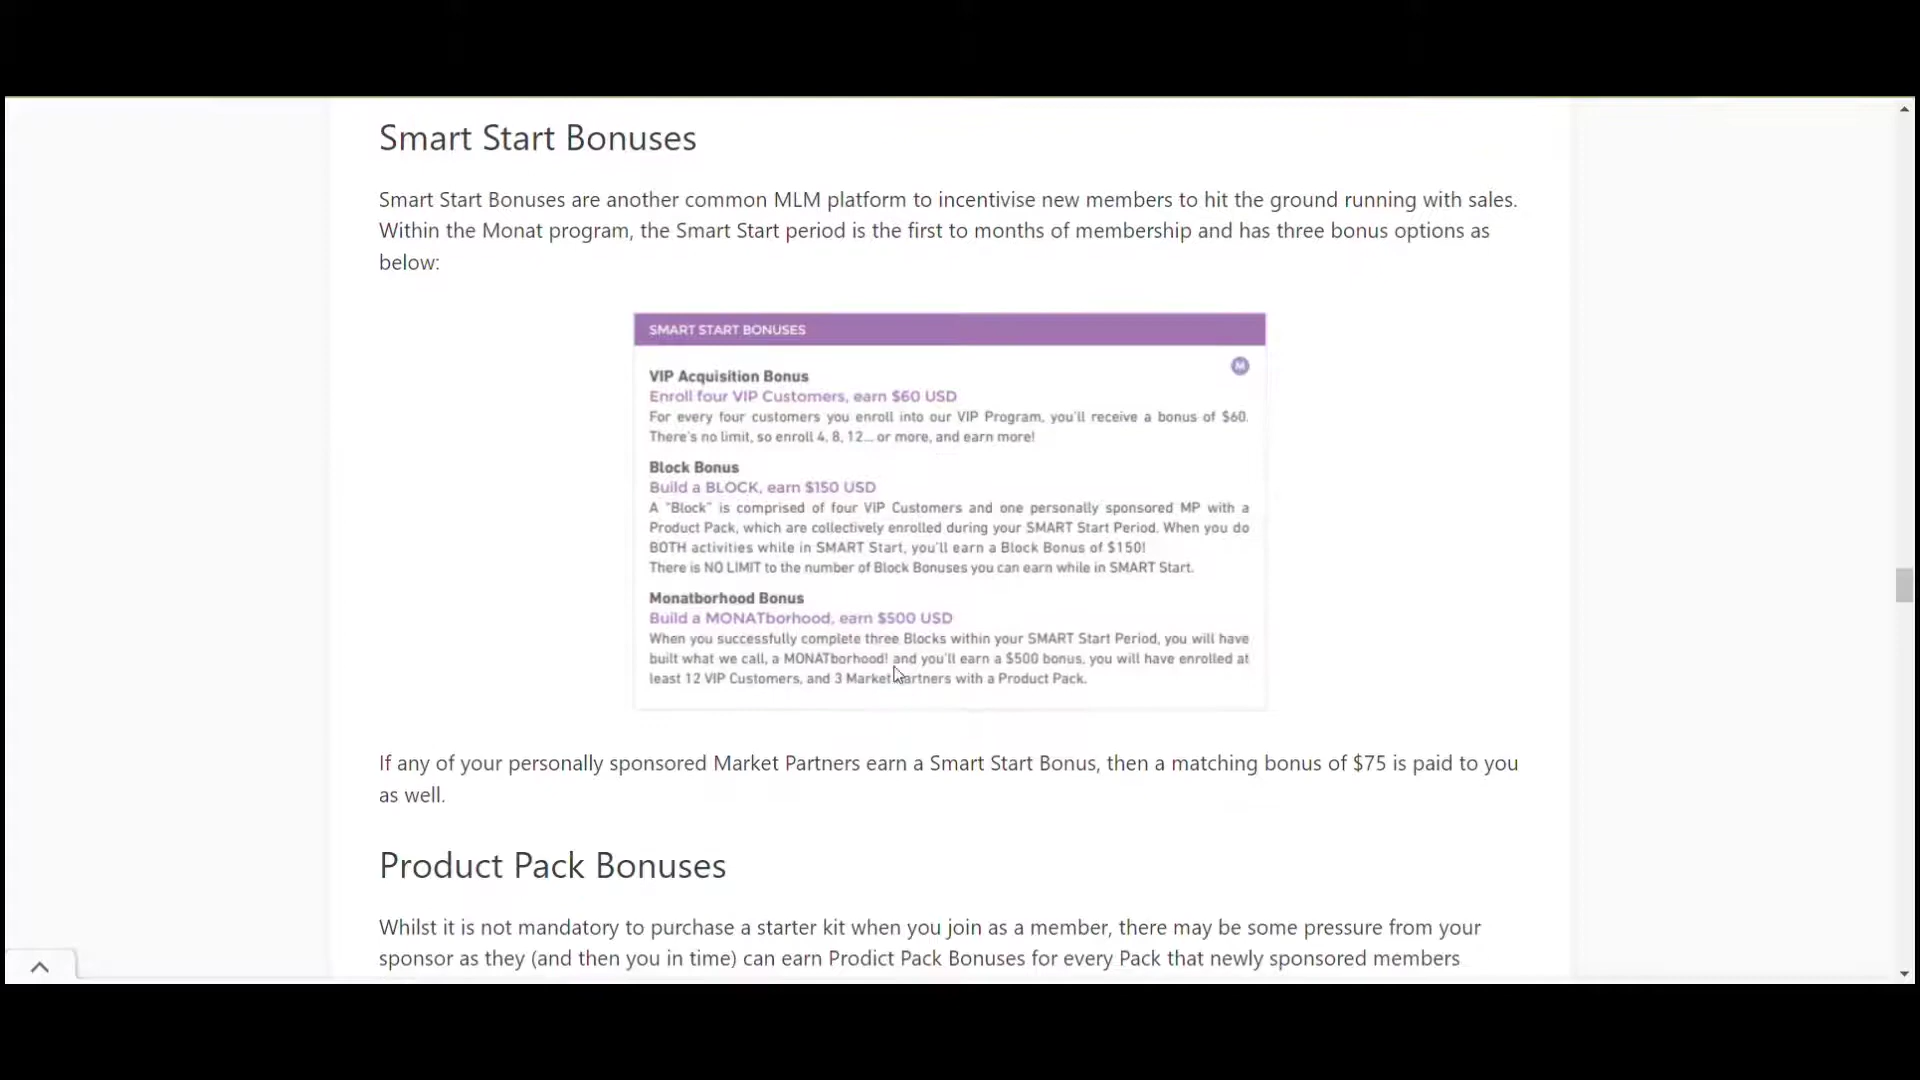 Smart Start Bonuses
Smart Start Bonuses are another common MLM platform to incentivise new members to hit the ground running with sales.
Within the Monat program, the Smart Start period is the first to months of membership and has three bonus options as
below:
SMART START BONUSES
M
VIP Acquisition Bonus
Enroll four VIP Customers, earn $60 USD
For every four customers you enroll into our VIP Program, you'll receive a bonus of $60.
There's no limit, so enroll 4, 8, 12... or more, and earn more!
Block Bonus
Build a BLOCK, earn $150 USD
A "Block" is comprised of four VIP Customers and one personally sponsored MP with a
Product Pack, which are collectively enrolled during your SMART Start Period. When you do
BOTH activities while in SMART Start, you'll earn a Block Bonus of $150!
There is NO LIMIT to the number of Block Bonuses you can earn while in SMART Start.
Monatborhood Bonus
Build a MONATborhood, earn $500 USD
When you successfully complete three Blocks within your SMART Start Period, you will have
built what we call, a MONATborhood! and you'll earn a $500 bonus, you will have enrolled at
least 12 VIP Customers, and 3 Market Partners with a Product Pack.
If any of your personally sponsored Market Partners earn a Smart Start Bonus, then a matching bonus of $75 is paid to you
as well.
Product Pack Bonuses
Whilst it is not mandatory to purchase a starter kit when you join as a member, there may be some pressure from your
sponsor as they (and then you in time) can earn Prodict Pack Bonuses for every Pack that newly sponsored members